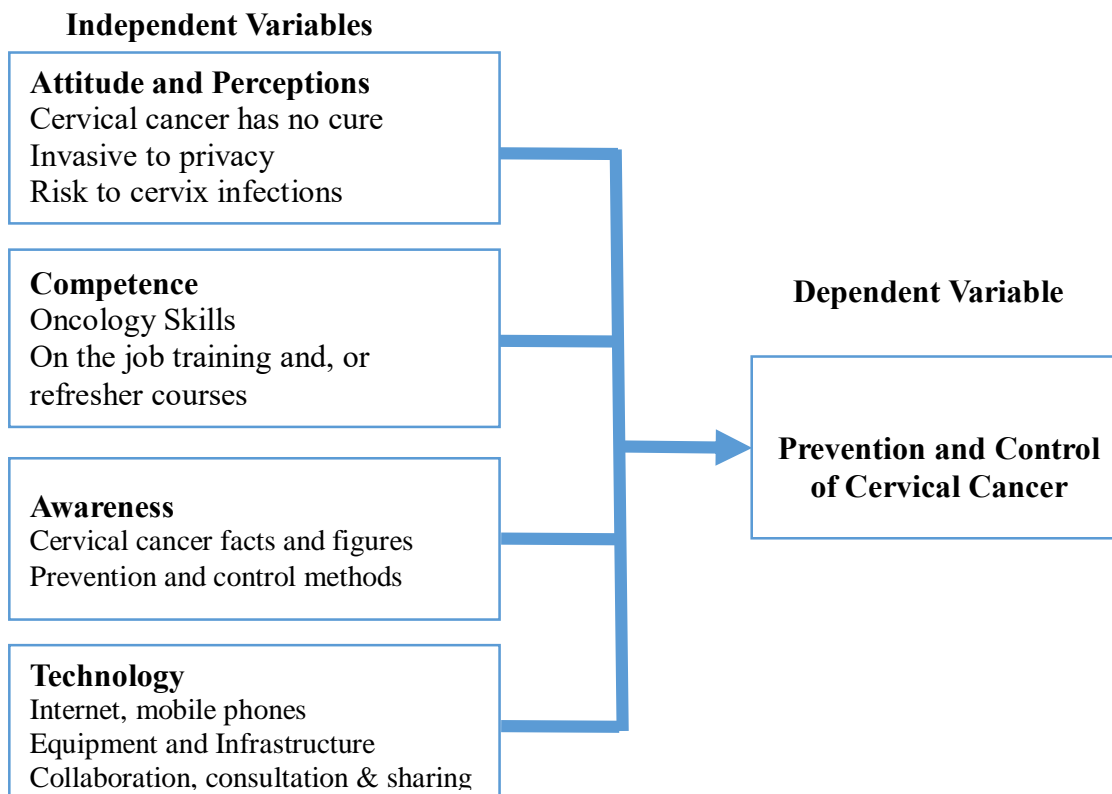 Independent Variables
Attitude and Perceptions
Cervical cancer has no cure
Invasive to privacy
Risk to cervix infections
Competence
Oncology Skills
On the job training and, or
refresher courses
Awareness
Cervical cancer facts and figures
Prevention and control methods
Technology
Internet, mobile phones
Equipment and Infrastructure
Collaboration, consultation & sharing
Dependent Variable
Prevention and Control
of Cervical Cancer